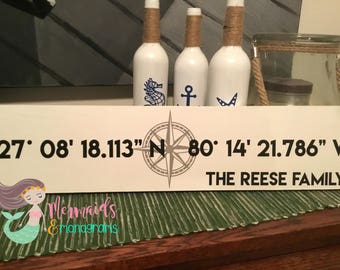 27° 08' 18.113" N 80° 14' 21.786" W
THE REESE FAMILY
Mermaids
& Monograms